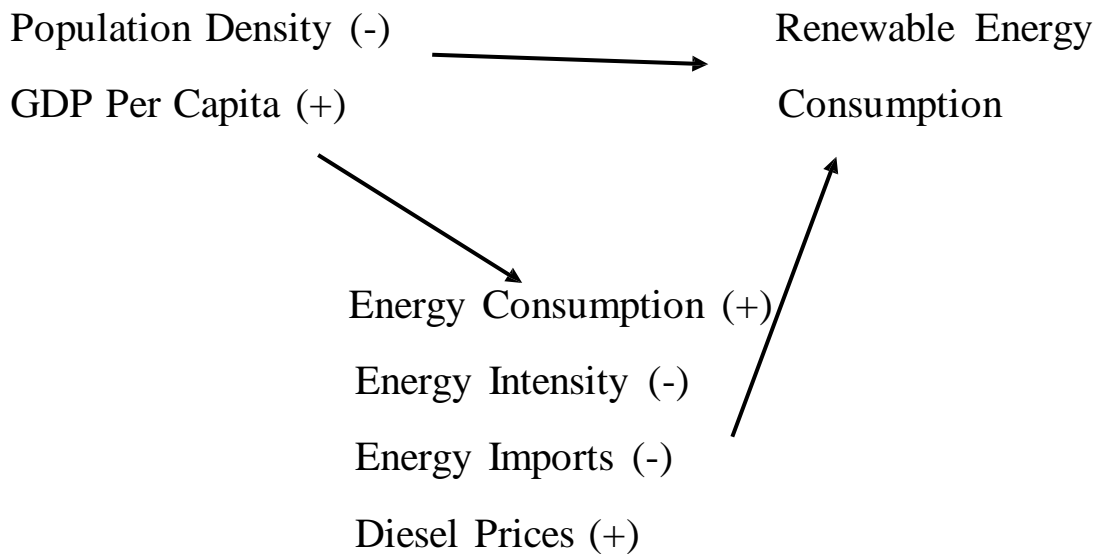 Population Density (-)
Renewable Energy
GDP Per Capita (+)
Consumption
Energy Consumption (+)
Energy Intensity (-)
Energy Imports (-)
Diesel Prices (+)